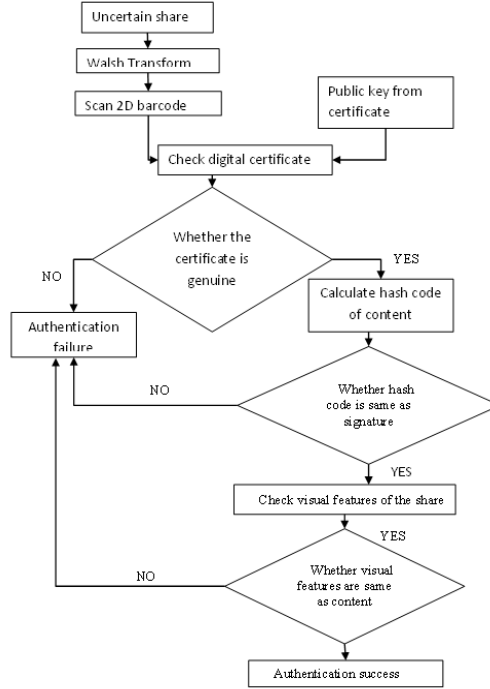 Uncertain share
Walsh Transform
Scan 2D barcode
Public key from
certificate
Check digital certificate
Whether the
certificate is
genuine
NO
YES
Authentication
failure
Calculate hash code
of content
Whether hash
code is same as
signature
NO
YES
Check visual features of the share
YES
Whether visual
features are same
as content
NO
Authentication success